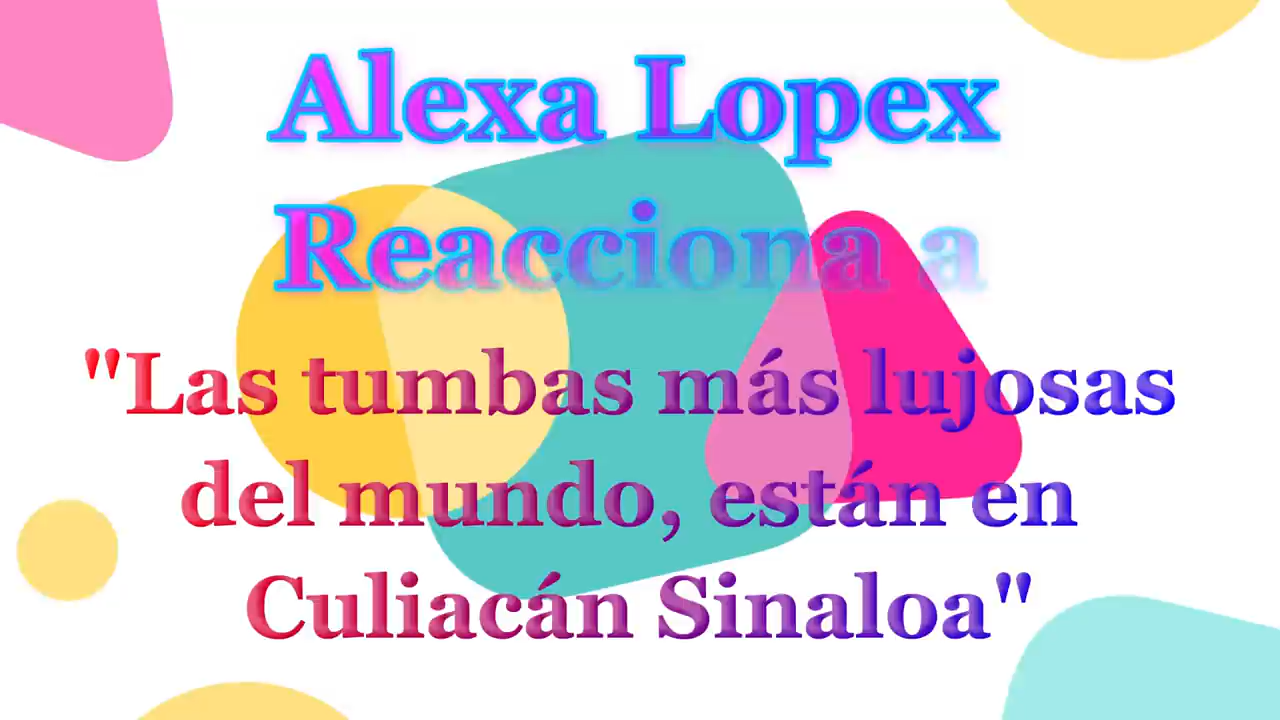 Alexa Lopex
Reacciona a
"Las tumbas más lujosas
del mundo, están en
Culiacán Sinaloa"